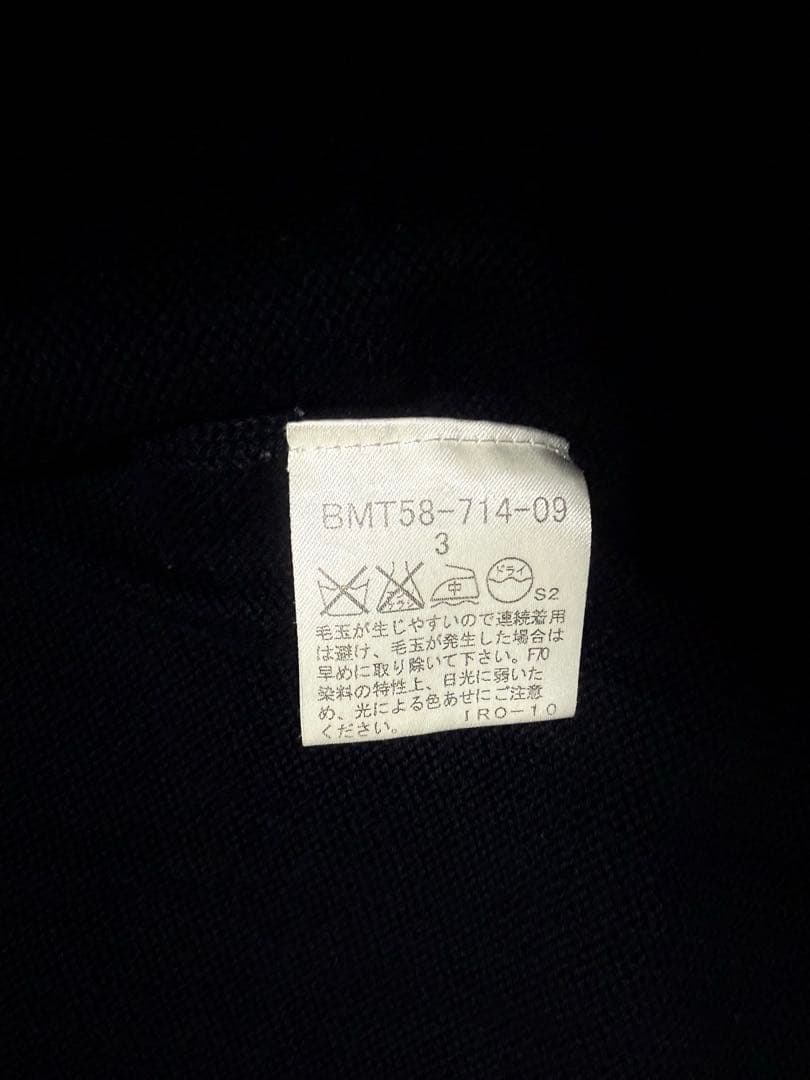 BMT58-714-09
3
中 ドライ S2
毛玉が生じやすいので連続着用
は避け、毛玉が発生した場合は
早めに取り除いて下さい。F70
染料の特性上、日光に弱いた
め、光による色あせにご注意
ください。 IRO-10